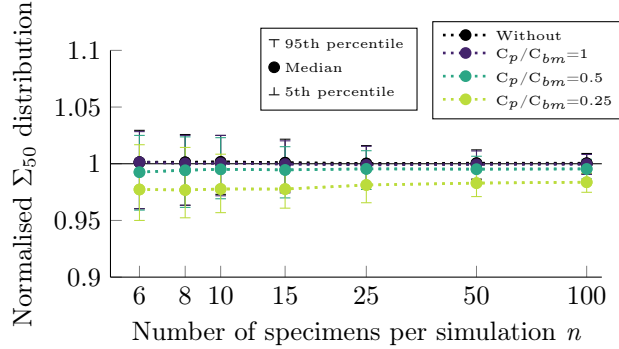 Normalised Σ50 distribution
1.1
1.05
1
0.95
0.9
⊤ 95th percentile
● Median
⊥ 5th percentile
Without
Cp/Cbm=1
Cp/Cbm=0.5
Cp/Cbm=0.25
6 8 10 15 25 50 100
Number of specimens per simulation n